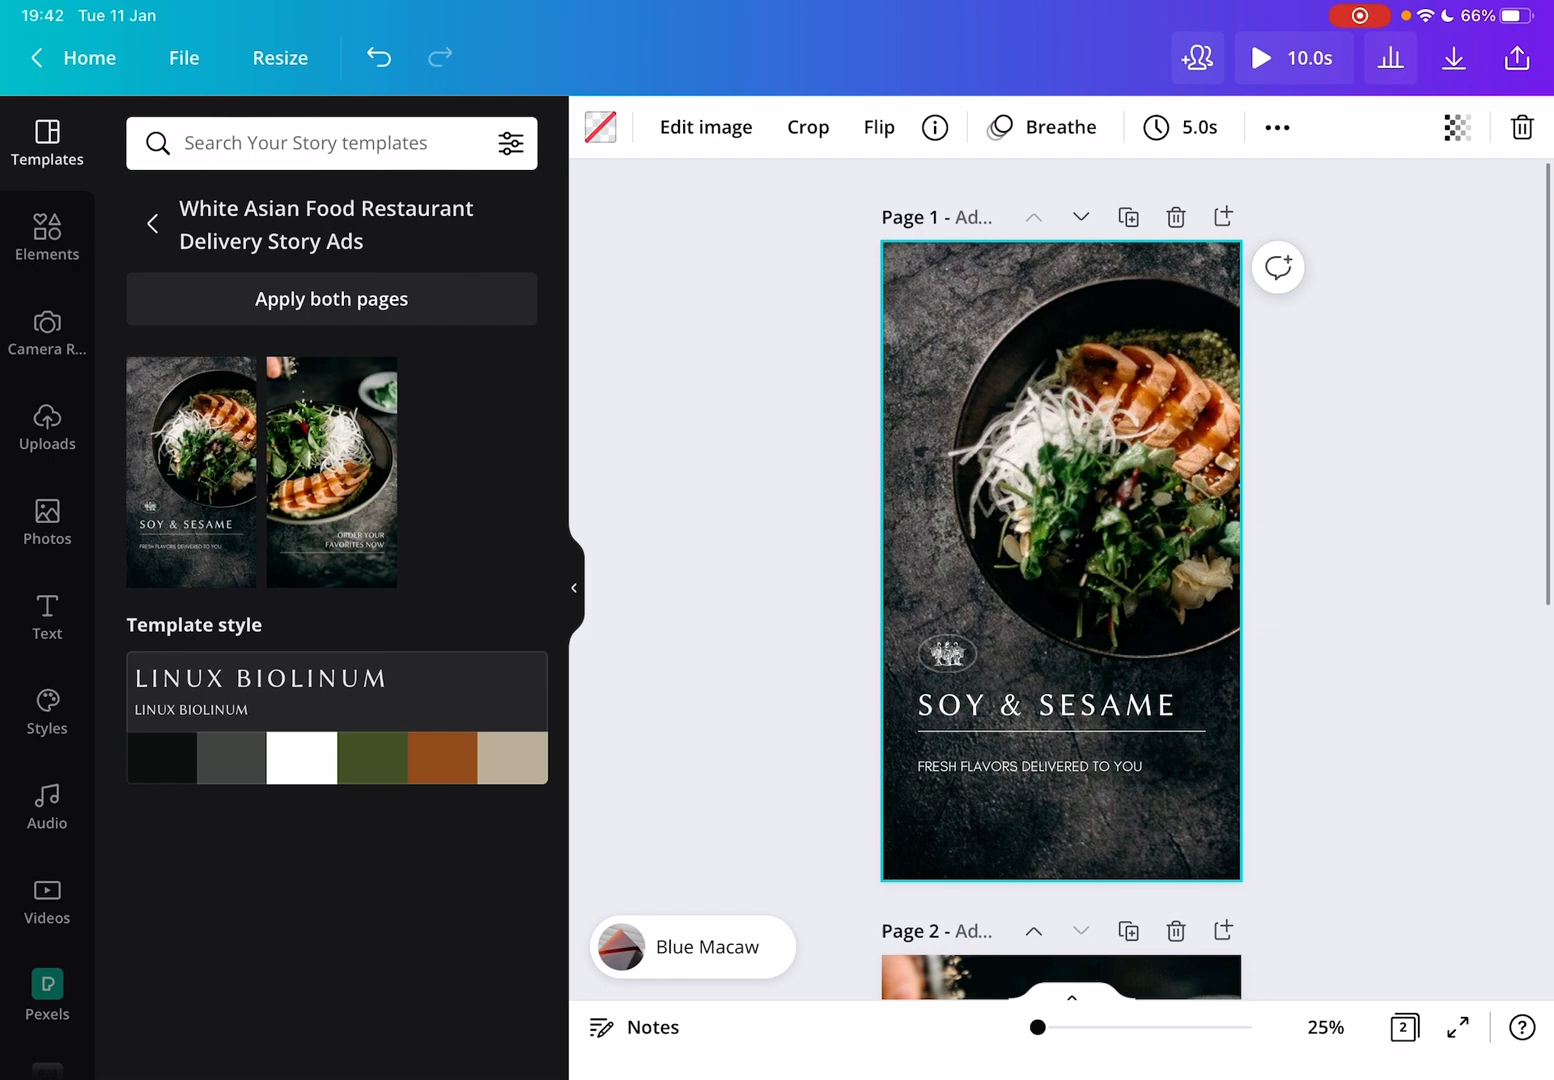 19:42 Tue 11 Jan
66%
Home File Resize
10.0s
Templates
Search Your Story templates
Edit image Crop Flip
Breathe
5.0s
Elements
Camera R...
Uploads
Photos
Text
Styles
Audio
Videos
Pexels
White Asian Food Restaurant
Delivery Story Ads
Apply both pages
SOY & SESAME
FRESH FLAVORS DELIVERED TO YOU
ORDER YOUR
FAVORITES NOW
Template style
LINUX BIOLINUM
LINUX BIOLINUM
Page 1 - Ad...
SOY & SESAME
FRESH FLAVORS DELIVERED TO YOU
Page 2 - Ad...
Blue Macaw
Notes
25%
2